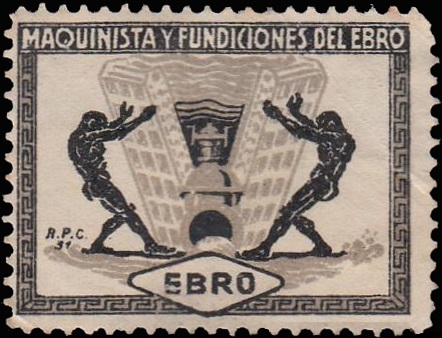 MAQUINISTA Y FUNDICIONES DEL EBRO
R.P.C.
31
EBRO